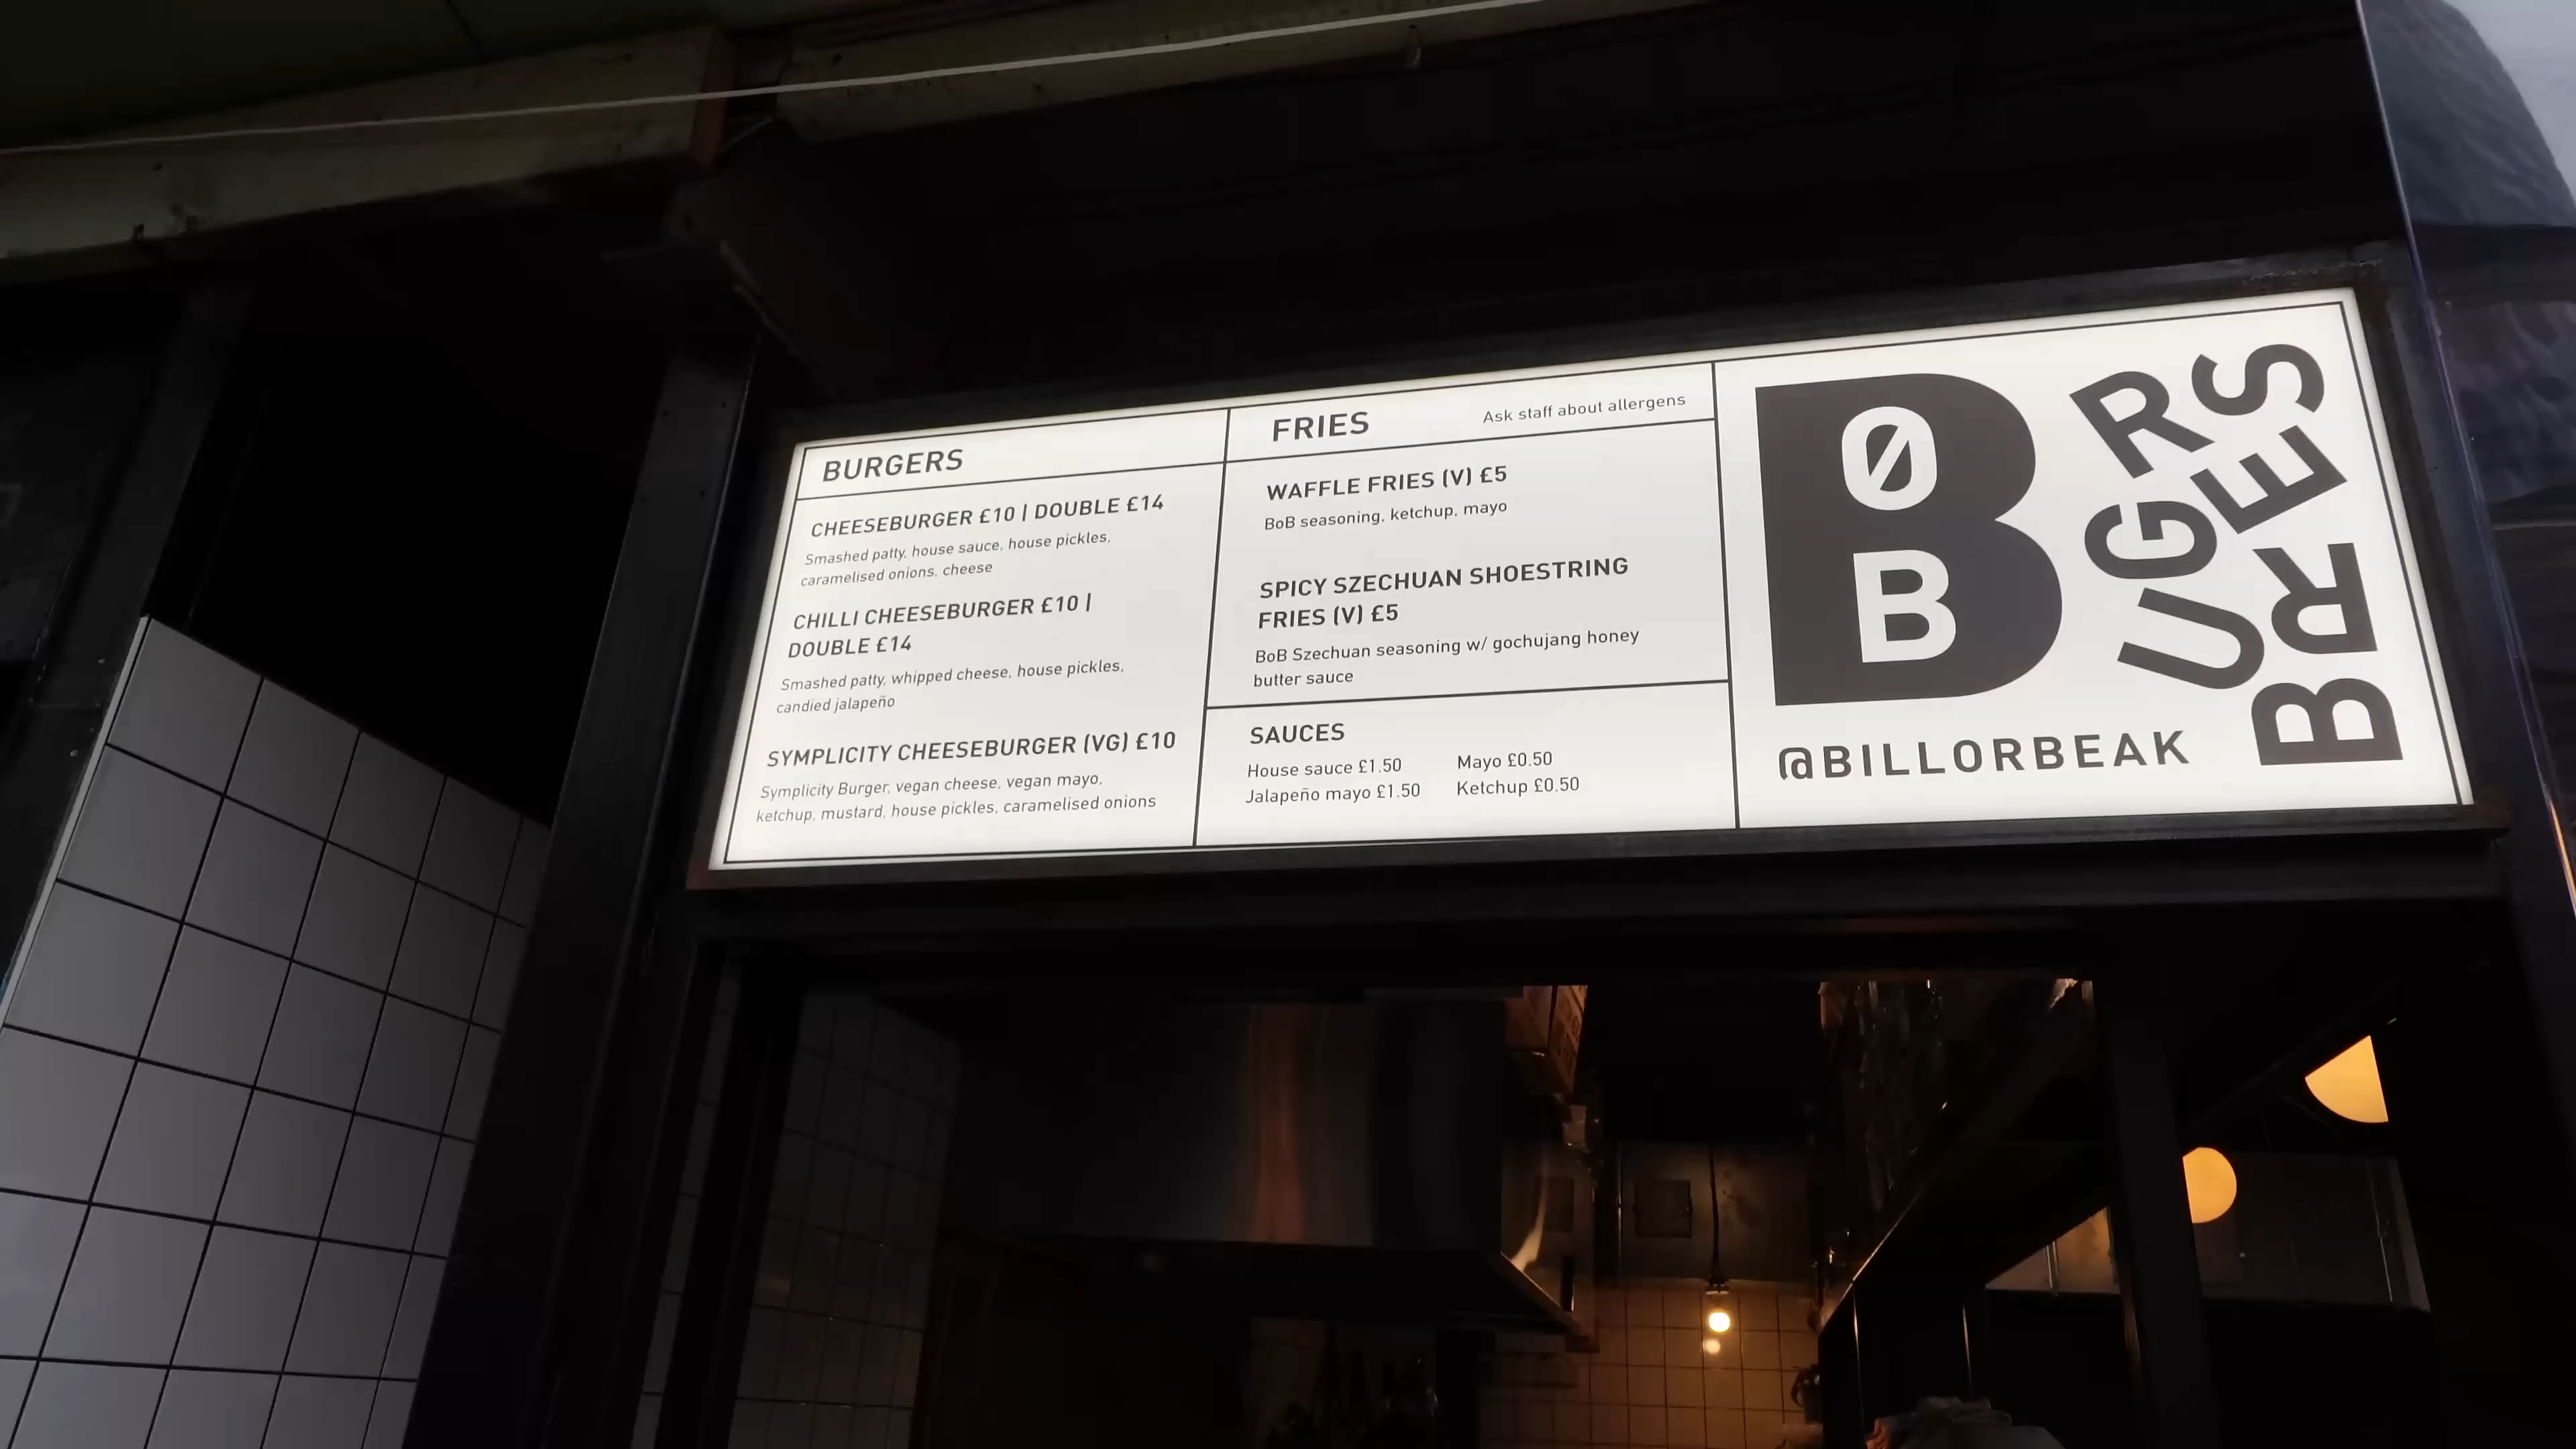 BURGERS
CHEESEBURGER £10 | DOUBLE £14
Smashed patty, house sauce, house pickles,
caramelised onions, cheese
CHILLI CHEESEBURGER £10 |
DOUBLE £14
Smashed patty, whipped cheese, house pickles,
candied jalapeño
SYMPLICITY CHEESEBURGER (VG) £10
Symplicity Burger, vegan cheese, vegan mayo,
ketchup, mustard, house pickles, caramelised onions
FRIES
Ask staff about allergens
WAFFLE FRIES (V) £5
BoB seasoning, ketchup, mayo
SPICY SZECHUAN SHOESTRING
FRIES (V) £5
BoB Szechuan seasoning w/ gochujang honey
butter sauce
SAUCES
House sauce £1.50
Jalapeño mayo £1.50
Mayo £0.50
Ketchup £0.50
B
0
B
BURGERS
BR
@BILLORBEAK